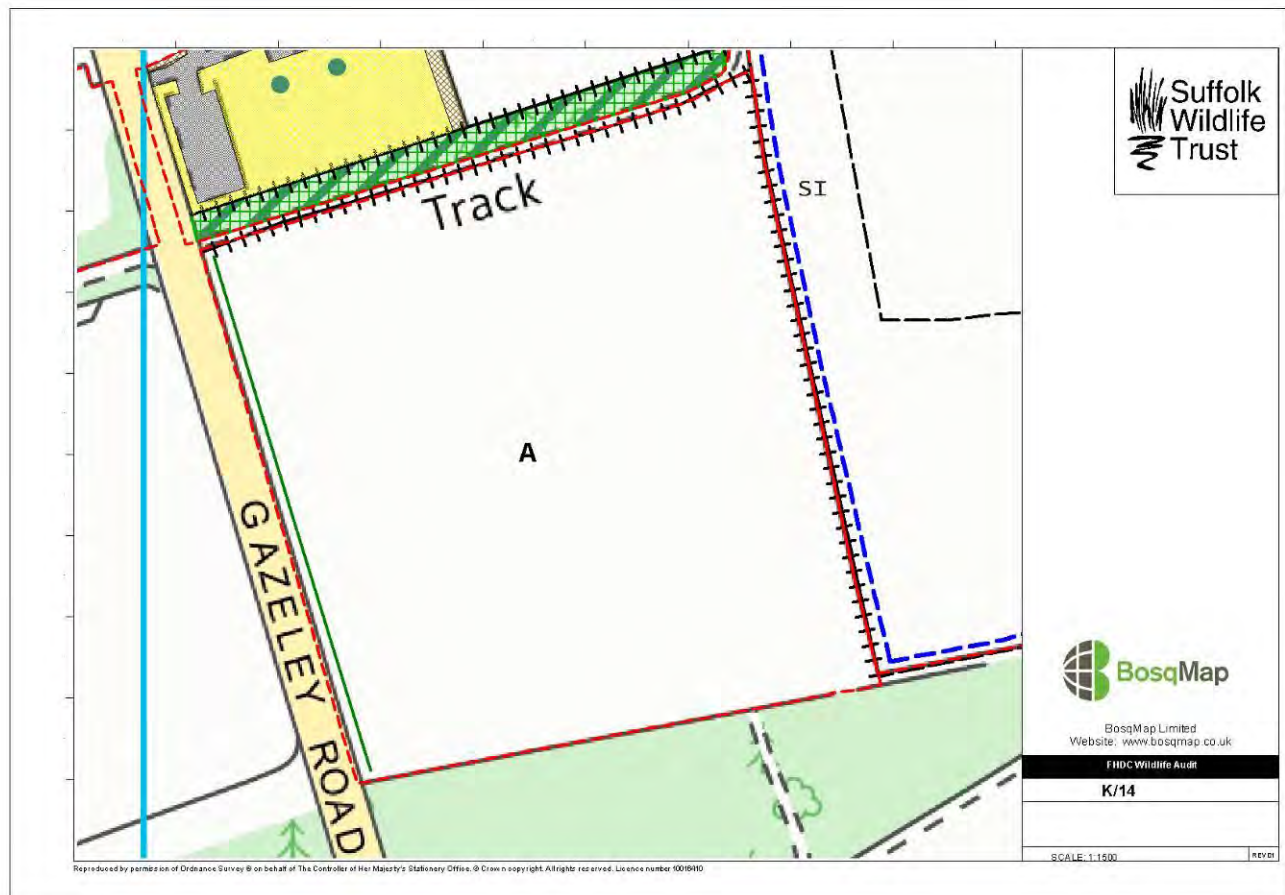 Suffolk
Wildlife
Trust
Track
SI
A
GAZELEY ROAD
BosqMap
BosqMap Limited
Website: www.bosqmap.co.uk
FHDC Wildlife Audit
K/14
SCALE: 1:1500
REV 01
Reproduced by permission of Ordnance Survey ® on behalf of The Controller of Her Majesty's Stationery Office. © Crown copyright. All rights reserved. Licence number 10016410